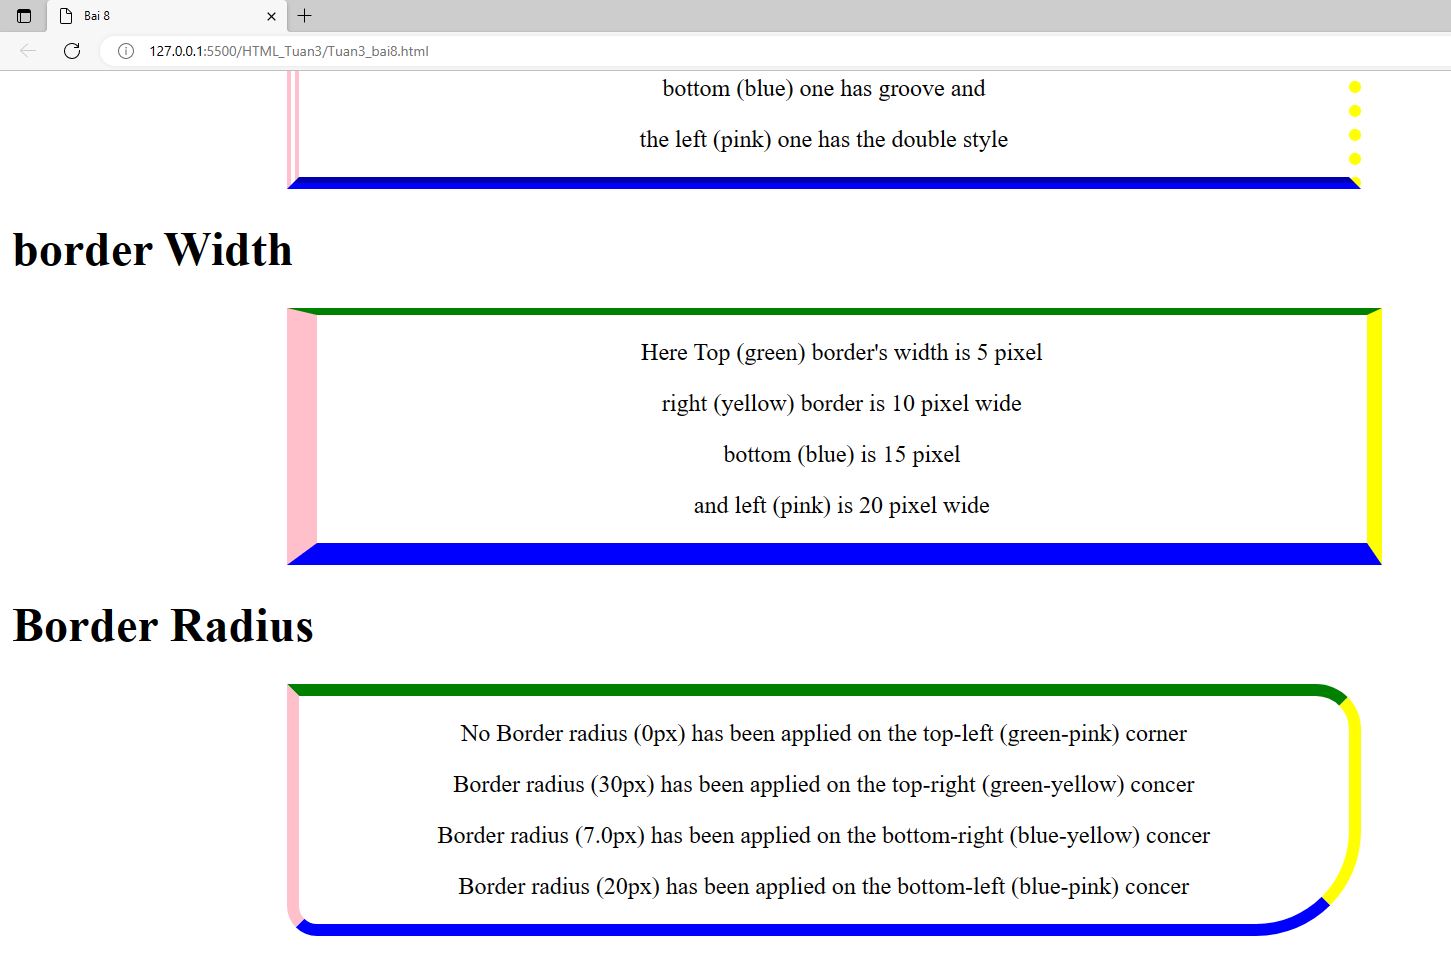 Bai 8
127.0.0.1:5500/HTML_Tuan3/Tuan3_bai8.html
bottom (blue) one has groove and
the left (pink) one has the double style
border Width
Here Top (green) border's width is 5 pixel
right (yellow) border is 10 pixel wide
bottom (blue) is 15 pixel
and left (pink) is 20 pixel wide
Border Radius
No Border radius (0px) has been applied on the top-left (green-pink) corner
Border radius (30px) has been applied on the top-right (green-yellow) concer
Border radius (7.0px) has been applied on the bottom-right (blue-yellow) concer
Border radius (20px) has been applied on the bottom-left (blue-pink) concer